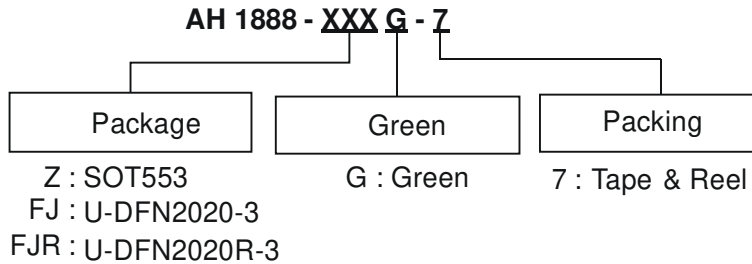 AH 1888 - XXX G - 7
Package
Green
Packing
Z : SOT553
G : Green
7 : Tape & Reel
FJ : U-DFN2020-3
FJR : U-DFN2020R-3